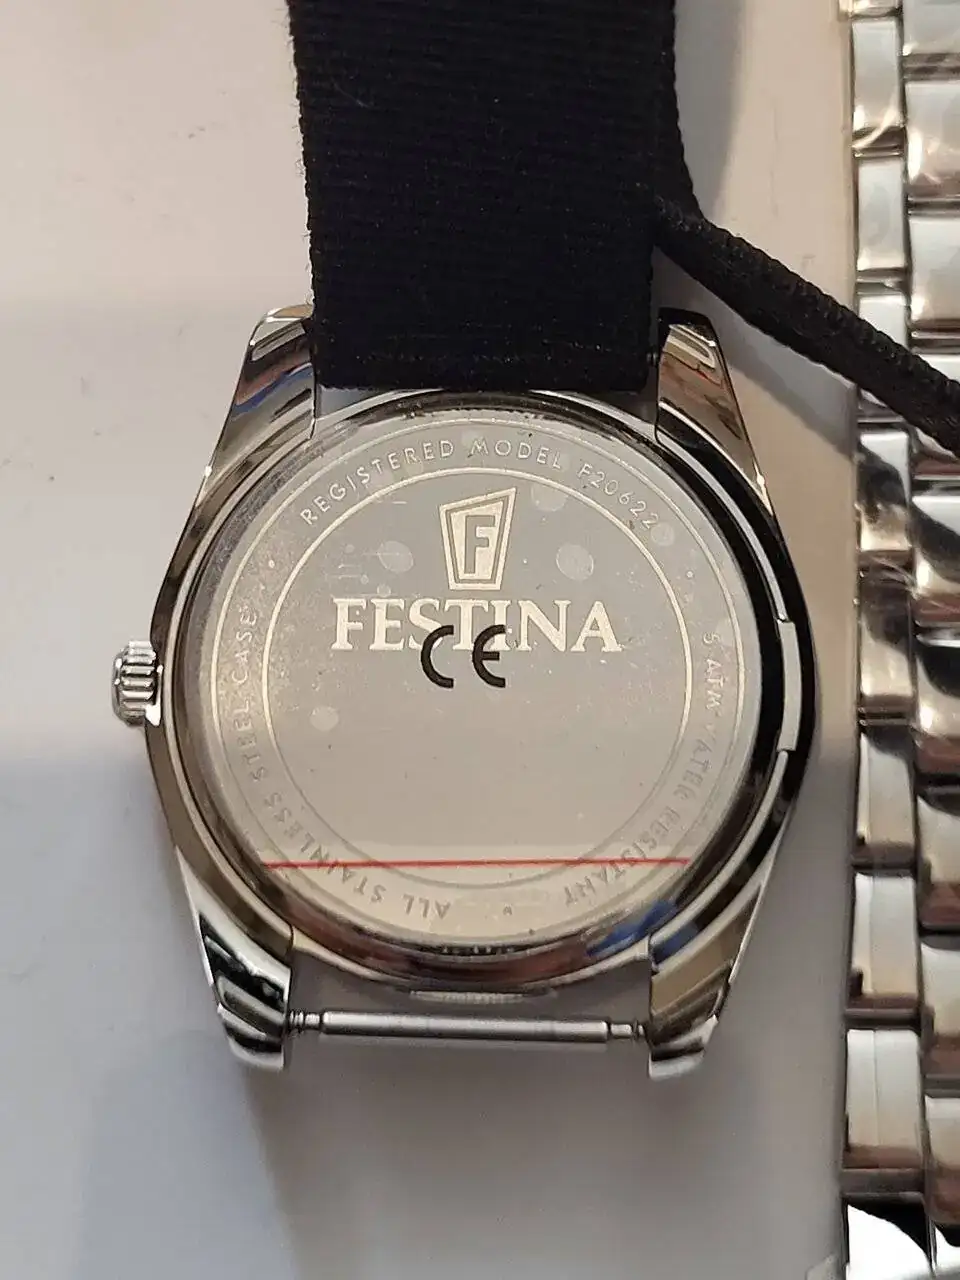 REGISTERED MODEL F20622
F
FESTINA
CE
5 ATM WATER RESISTANT
ALL STAINLESS STEEL CASE